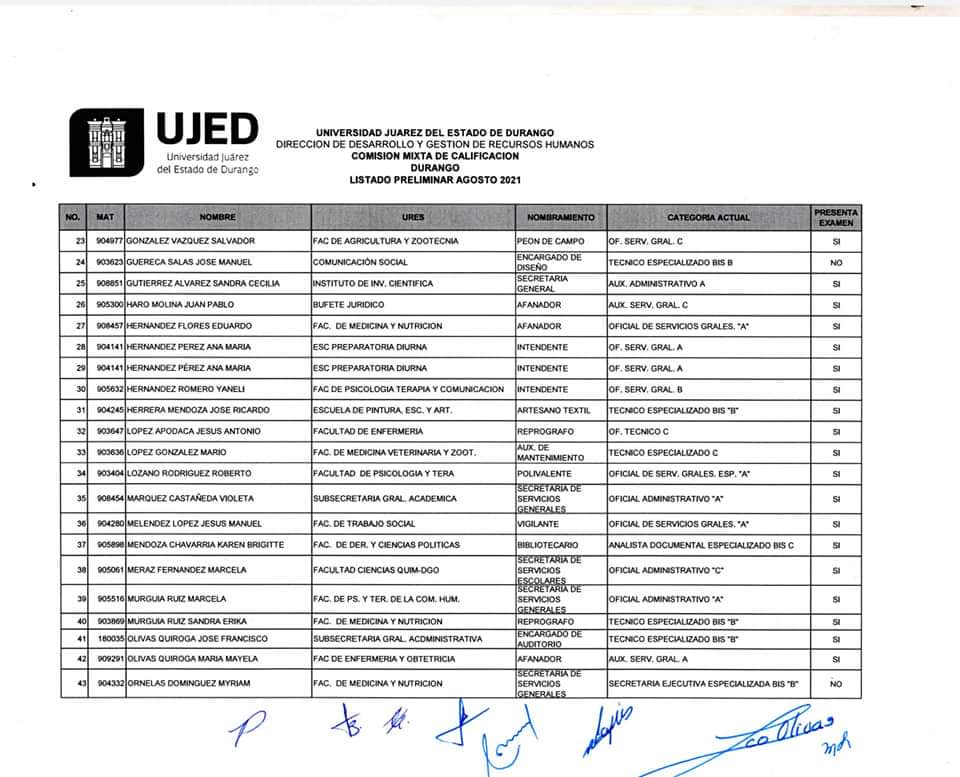 UJED
Universidad Juárez
del Estado de Durango
UNIVERSIDAD JUAREZ DEL ESTADO DE DURANGO
DIRECCION DE DESARROLLO Y GESTION DE RECURSOS HUMANOS
COMISION MIXTA DE CALIFICACION
DURANGO
LISTADO PRELIMINAR AGOSTO 2021
NO. MAT NOMBRE URES NOMBRAMIENTO CATEGORIA ACTUAL PRESENTA EXAMEN
23 904977 GONZALEZ VAZQUEZ SALVADOR FAC DE AGRICULTURA Y ZOOTECNIA PEON DE CAMPO OF. SERV. GRAL. C SI
24 903623 GUERECA SALAS JOSE MANUEL COMUNICACIÓN SOCIAL ENCARGADO DE DISEÑO TECNICO ESPECIALIZADO BIS B NO
25 908851 GUTIERREZ ALVAREZ SANDRA CECILIA INSTITUTO DE INV. CIENTIFICA SECRETARIA GENERAL AUX. ADMINISTRATIVO A SI
26 905300 HARO MOLINA JUAN PABLO BUFETE JURIDICO AFANADOR AUX. SERV. GRAL. C SI
27 908457 HERNANDEZ FLORES EDUARDO FAC. DE MEDICINA Y NUTRICION AFANADOR OFICIAL DE SERVICIOS GRALES. "A" SI
28 904141 HERNANDEZ PEREZ ANA MARIA ESC PREPARATORIA DIURNA INTENDENTE OF. SERV. GRAL. A SI
29 904141 HERNANDEZ PÉREZ ANA MARIA ESC PREPARATORIA DIURNA INTENDENTE OF. SERV. GRAL. A SI
30 905632 HERNANDEZ ROMERO YANELI FAC DE PSICOLOGIA TERAPIA Y COMUNICACION INTENDENTE OF. SERV. GRAL. B SI
31 904245 HERRERA MENDOZA JOSE RICARDO ESCUELA DE PINTURA, ESC. Y ART. ARTESANO TEXTIL TECNICO ESPECIALIZADO BIS "B" SI
32 903647 LOPEZ APODACA JESUS ANTONIO FACULTAD DE ENFERMERIA REPROGRAFO OF. TECNICO C SI
33 903636 LOPEZ GONZALEZ MARIO FAC. DE MEDICINA VETERINARIA Y ZOOT. AUX. DE MANTENIMIENTO TECNICO ESPECIALIZADO C SI
34 903404 LOZANO RODRIGUEZ ROBERTO FACULTAD DE PSICOLOGIA Y TERA POLIVALENTE OFICIAL DE SERV. GRALES. ESP. "A" SI
35 908454 MARQUEZ CASTAÑEDA VIOLETA SUBSECRETARIA GRAL. ACADEMICA SECRETARIA DE SERVICIOS GENERALES OFICIAL ADMINISTRATIVO "A" SI
36 904280 MELENDEZ LOPEZ JESUS MANUEL FAC. DE TRABAJO SOCIAL VIGILANTE OFICIAL DE SERVICIOS GRALES. "A" SI
37 905898 MENDOZA CHAVARRIA KAREN BRIGITTE FAC. DE DER. Y CIENCIAS POLITICAS BIBLIOTECARIO ANALISTA DOCUMENTAL ESPECIALIZADO BIS C SI
38 905061 MERAZ FERNANDEZ MARCELA FACULTAD CIENCIAS QUIM-DGO SECRETARIA DE SERVICIOS ESCOLARES OFICIAL ADMINISTRATIVO "C" SI
39 905516 MURGUIA RUIZ MARCELA FAC. DE PS. Y TER. DE LA COM. HUM. SECRETARIA DE SERVICIOS GENERALES OFICIAL ADMINISTRATIVO "A" SI
40 903869 MURGUIA RUIZ SANDRA ERIKA FAC. DE MEDICINA Y NUTRICION REPROGRAFO TECNICO ESPECIALIZADO BIS "B" SI
41 180035 OLIVAS QUIROGA JOSE FRANCISCO SUBSECRETARIA GRAL. ACDMINISTRATIVA ENCARGADO DE AUDITORIO TECNICO ESPECIALIZADO BIS "B" SI
42 909291 OLIVAS QUIROGA MARIA MAYELA FAC DE ENFERMERIA Y OBTETRICIA AFANADOR AUX. SERV. GRAL. A SI
43 904332 ORNELAS DOMINGUEZ MYRIAM FAC. DE MEDICINA Y NUTRICION SECRETARIA DE SERVICIOS GENERALES SECRETARIA EJECUTIVA ESPECIALIZADA BIS "B" NO
Fco Olivas